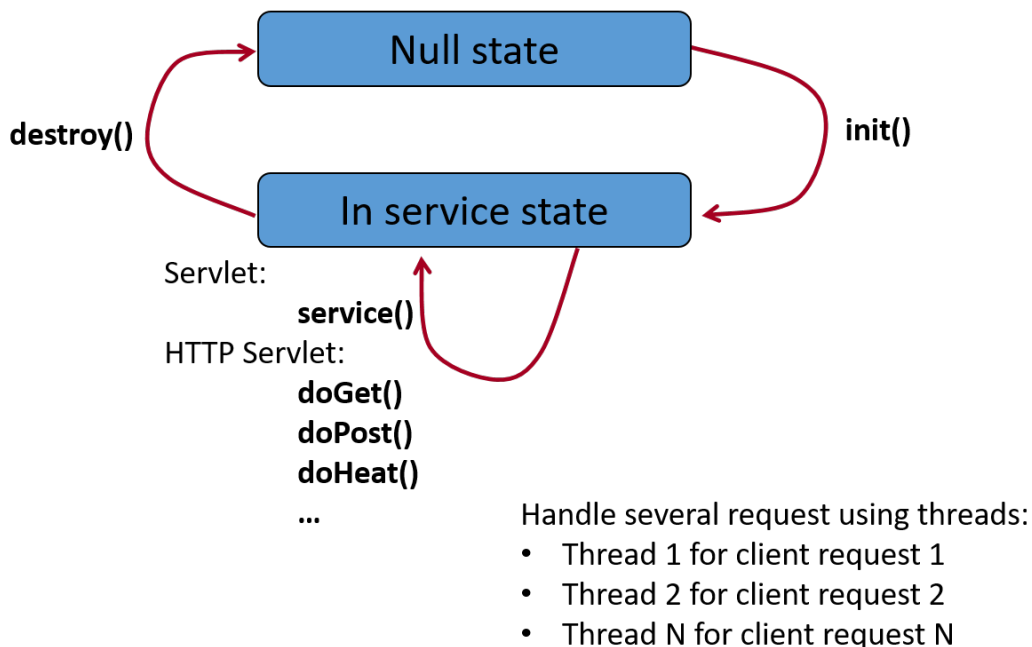 Null state
destroy()
init()
In service state
Servlet:
service()
HTTP Servlet:
doGet()
doPost()
doHeat()
...
Handle several request using threads:
• Thread 1 for client request 1
• Thread 2 for client request 2
• Thread N for client request N